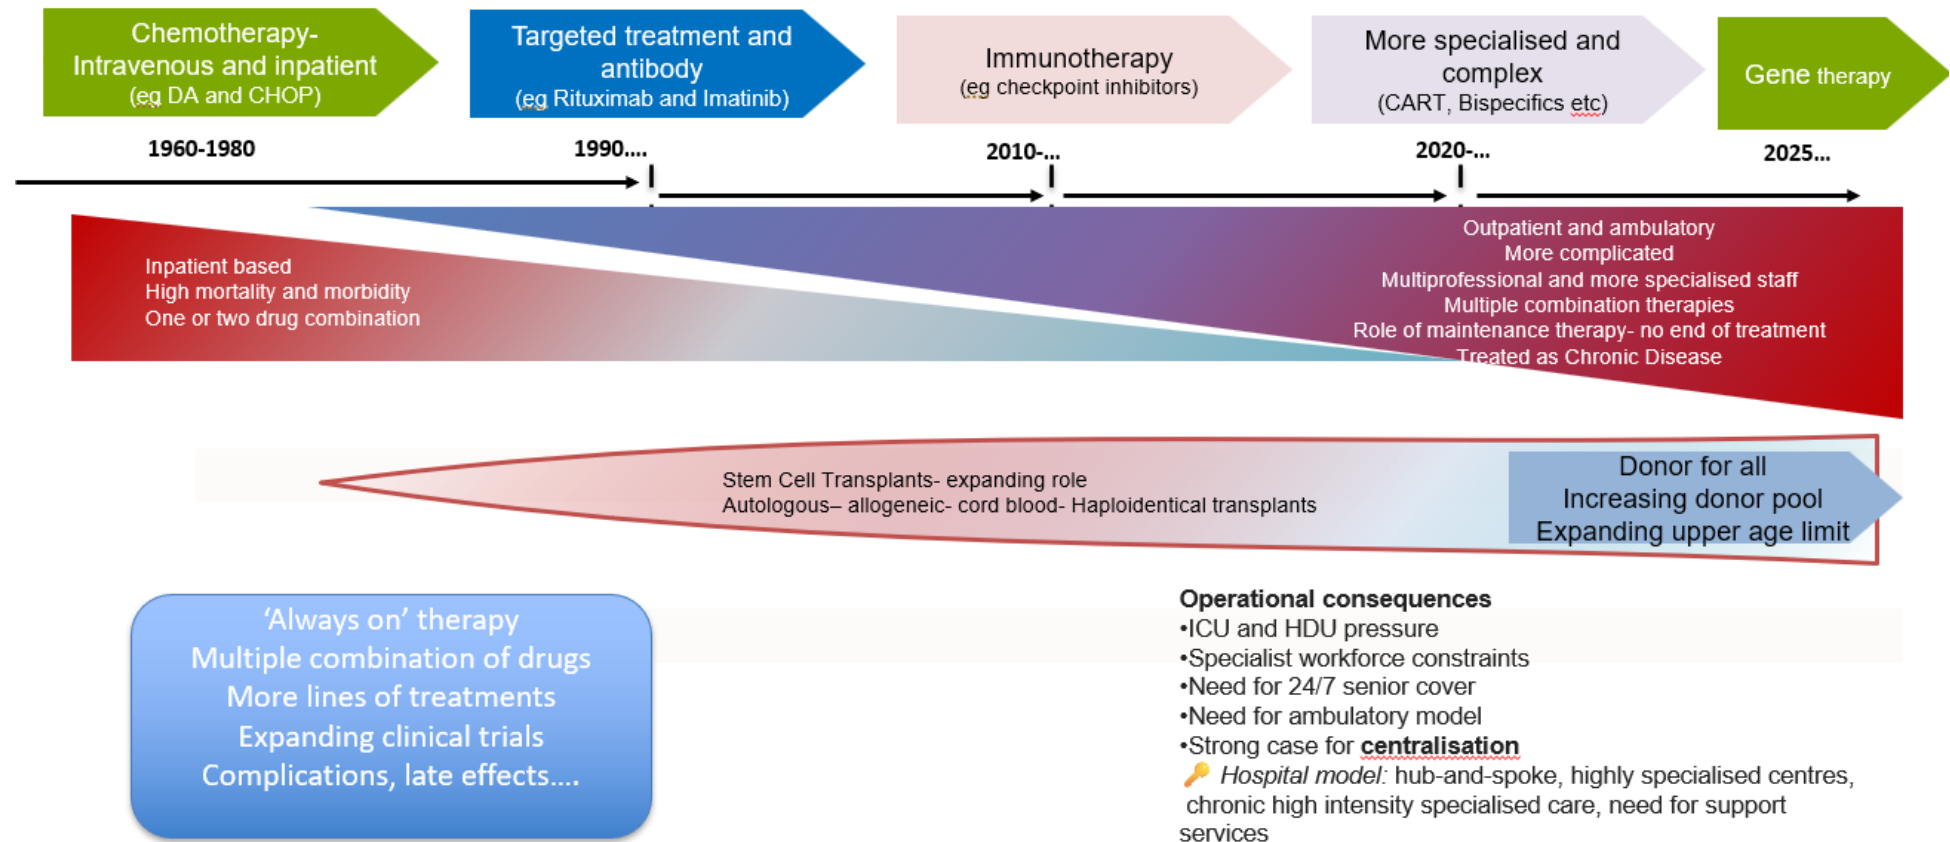 Chemotherapy-
Intravenous and inpatient
(eg DA and CHOP)
Targeted treatment and
antibody
(eg Rituximab and Imatinib)
Immunotherapy
(eg checkpoint inhibitors)
More specialised and
complex
(CART, Bispecifics etc)
Gene therapy
1960-1980
1990....
2010-...
2020-...
2025...
Inpatient based
High mortality and morbidity
One or two drug combination
Outpatient and ambulatory
More complicated
Multiprofessional and more specialised staff
Multiple combination therapies
Role of maintenance therapy- no end of treatment
Treated as Chronic Disease
Stem Cell Transplants- expanding role
Autologous– allogeneic- cord blood- Haploidentical transplants
Donor for all
Increasing donor pool
Expanding upper age limit
‘Always on’ therapy
Multiple combination of drugs
More lines of treatments
Expanding clinical trials
Complications, late effects....
Operational consequences
•ICU and HDU pressure
•Specialist workforce constraints
•Need for 24/7 senior cover
•Need for ambulatory model
•Strong case for centralisation
🔑 Hospital model: hub-and-spoke, highly specialised centres,
chronic high intensity specialised care, need for support
services